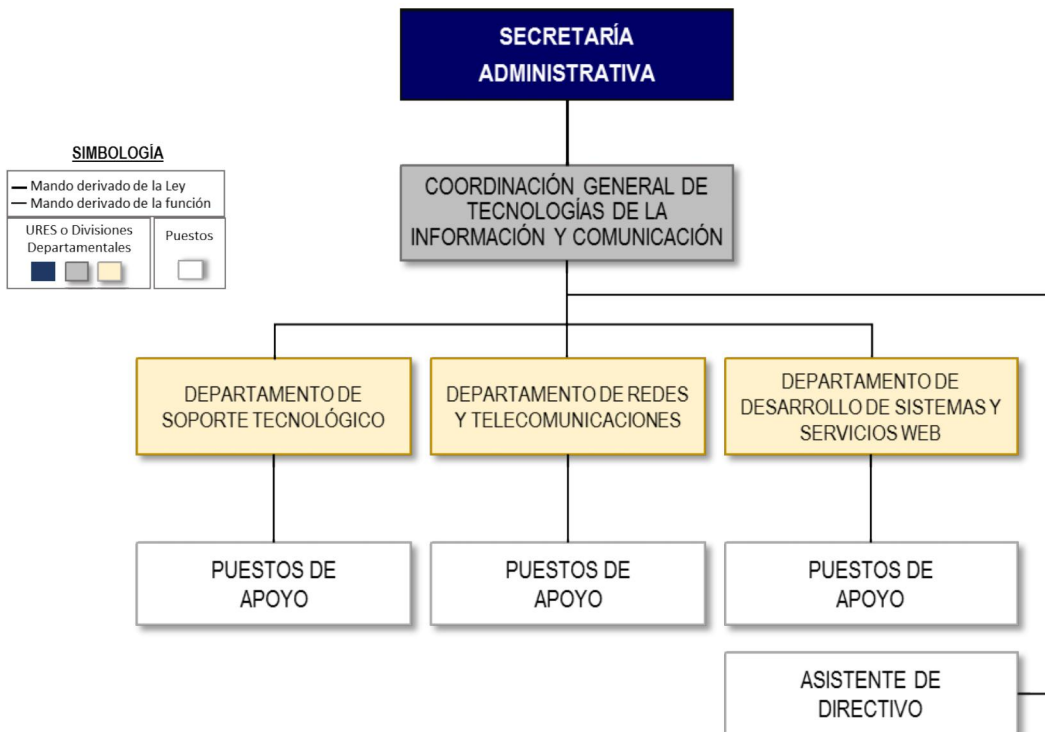 SECRETARÍA
ADMINISTRATIVA
SIMBOLOGÍA
Mando derivado de la Ley
Mando derivado de la función
URES o Divisiones
Departamentales
Puestos
COORDINACIÓN GENERAL DE
TECNOLOGÍAS DE LA
INFORMACIÓN Y COMUNICACIÓN
DEPARTAMENTO DE
SOPORTE TECNOLÓGICO
DEPARTAMENTO DE REDES
Y TELECOMUNICACIONES
DEPARTAMENTO DE
DESARROLLO DE SISTEMAS Y
SERVICIOS WEB
PUESTOS DE
APOYO
PUESTOS DE
APOYO
PUESTOS DE
APOYO
ASISTENTE DE
DIRECTIVO